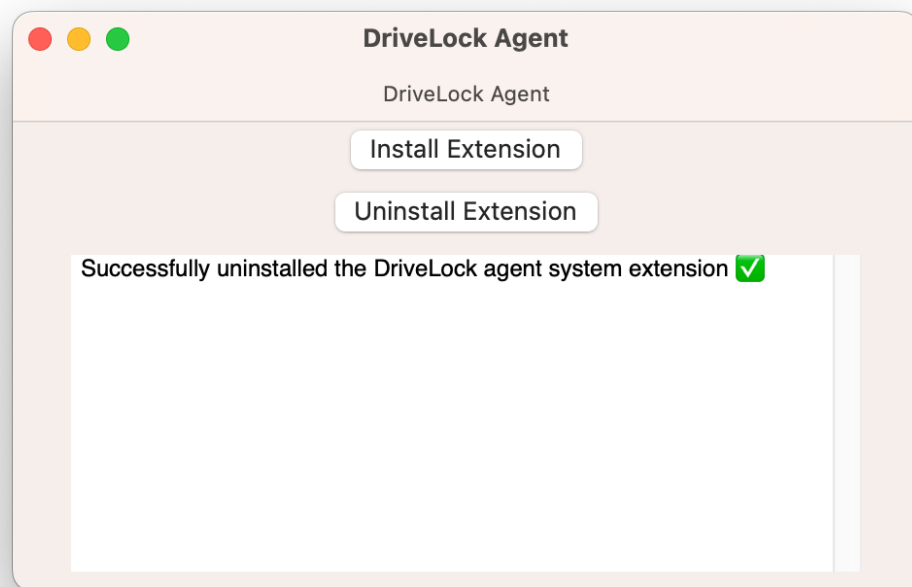 DriveLock Agent
DriveLock Agent
Install Extension
Uninstall Extension
Successfully uninstalled the DriveLock agent system extension ✅